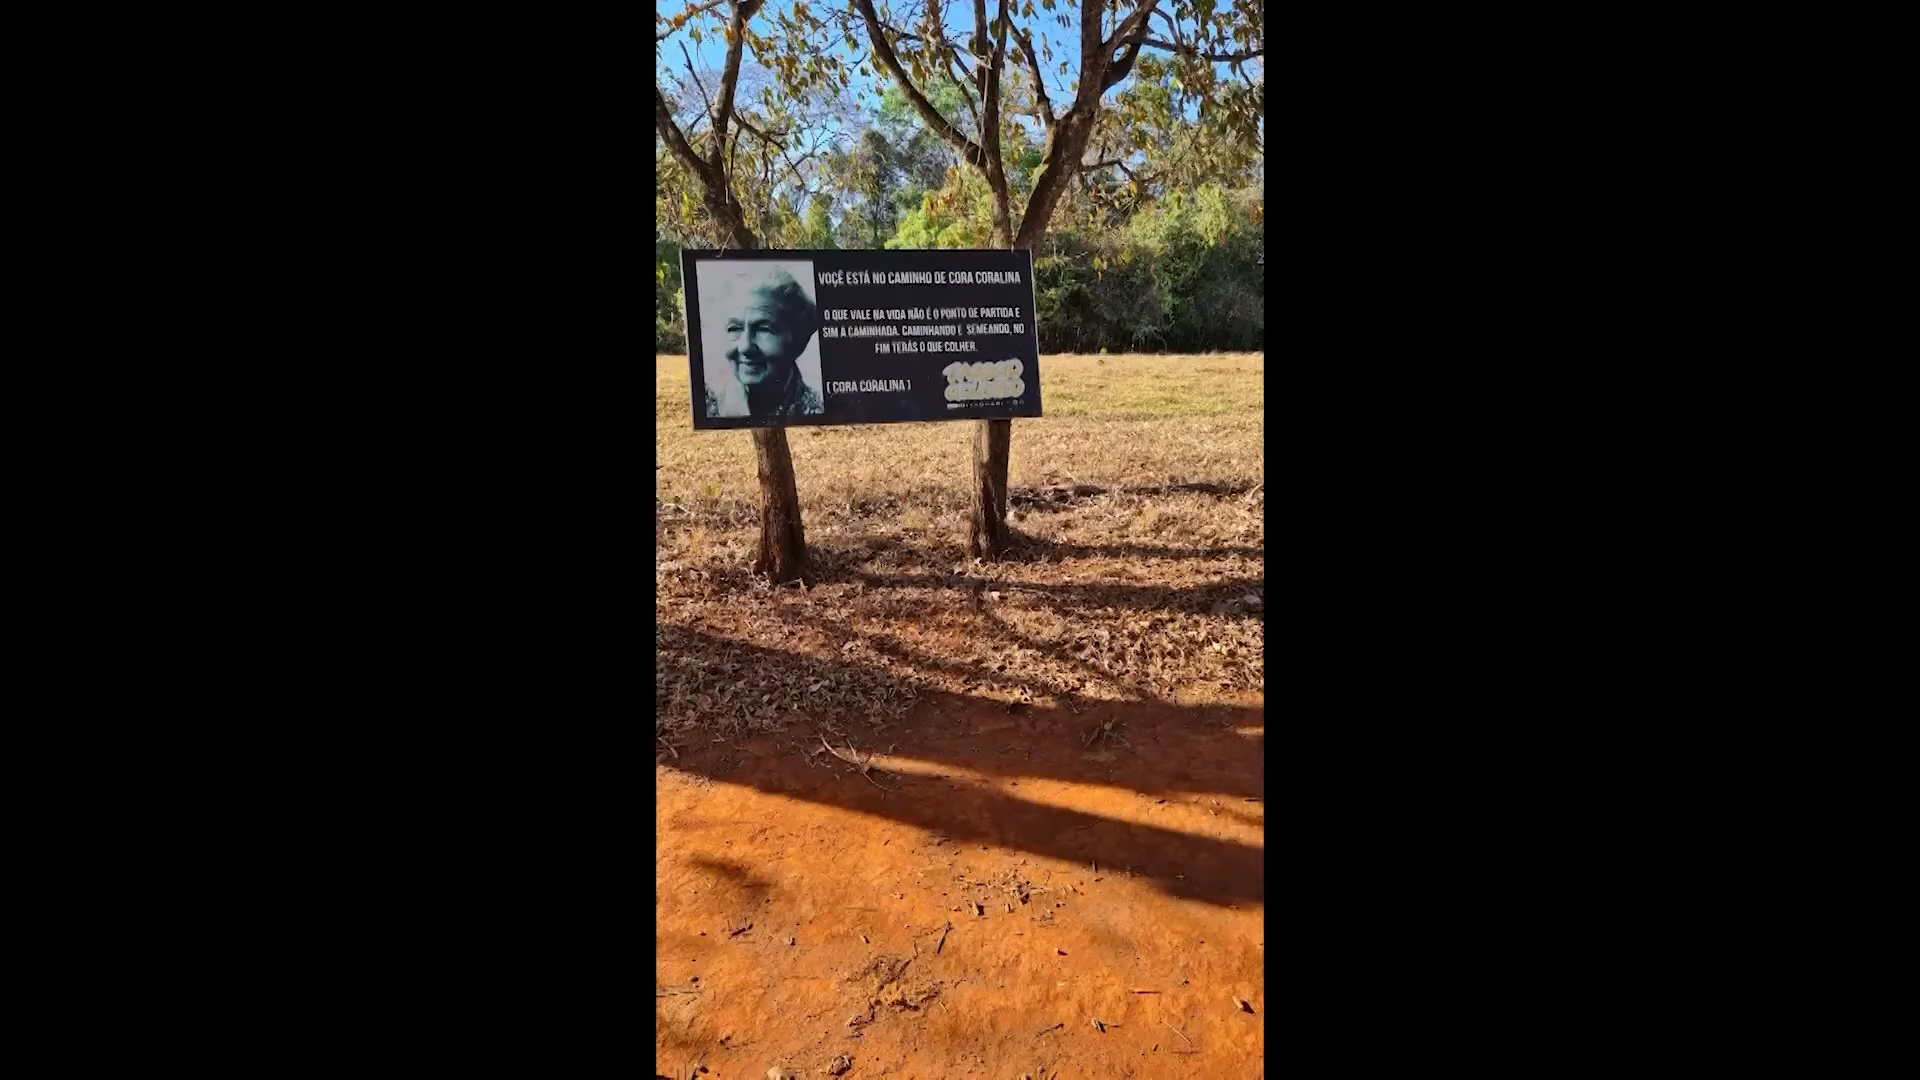 VOCÊ ESTÁ NO CAMINHO DE CORA CORALINA
O QUE VALE NA VIDA NÃO É O PONTO DE PARTIDA E
SIM A CAMINHADA. CAMINHANDO E SEMEANDO, NO
FIM TERÁS O QUE COLHER.
[ CORA CORALINA ]